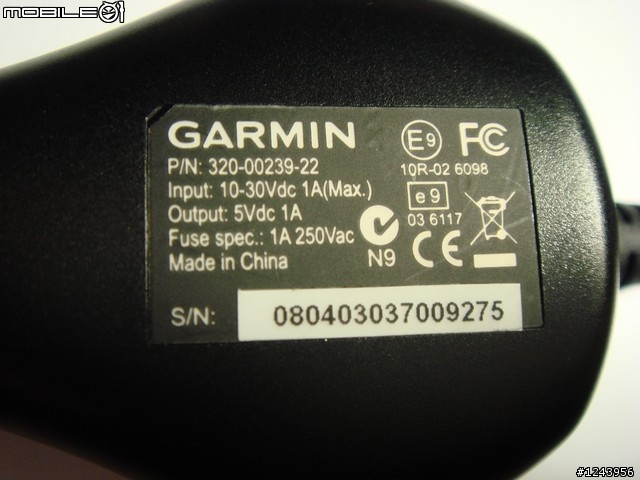 MOBILE01
GARMIN
P/N: 320-00239-22
Input: 10-30Vdc 1A(Max.)
Output: 5Vdc 1A
Fuse spec.: 1A 250Vac
Made in China
E9 FC
10R-02 6098
e9
03 6117
N9
CE
S/N: 080403037009275
#1243956